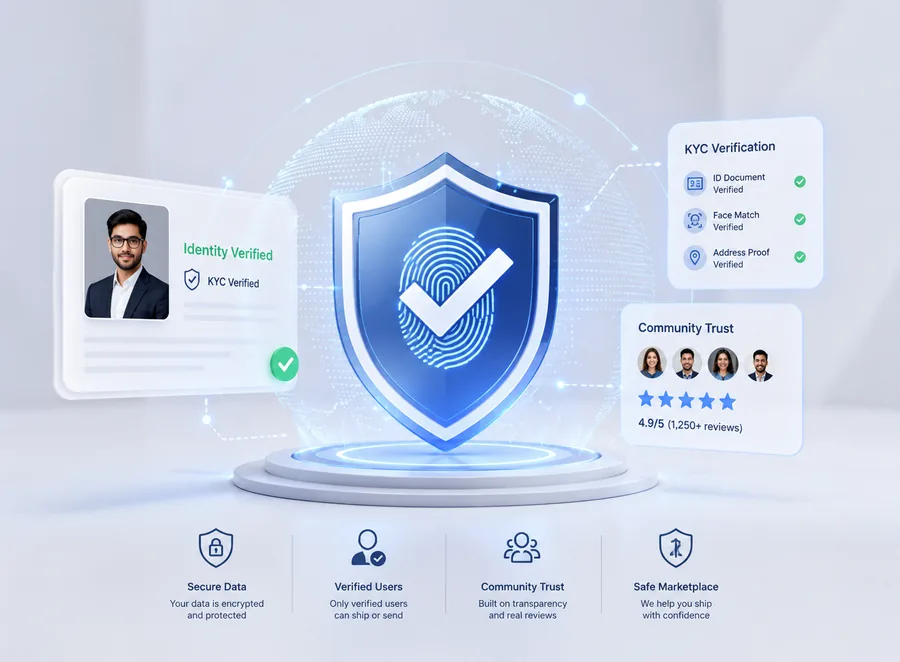 Identity Verified
KYC Verified
KYC Verification
ID Document
Verified
Face Match
Verified
Address Proof
Verified
Community Trust
4.9/5 (1,250+ reviews)
Secure Data
Your data is encrypted
and protected
Verified Users
Only verified users
can ship or send
Community Trust
Built on transparency
and real reviews
Safe Marketplace
We help you ship
with confidence